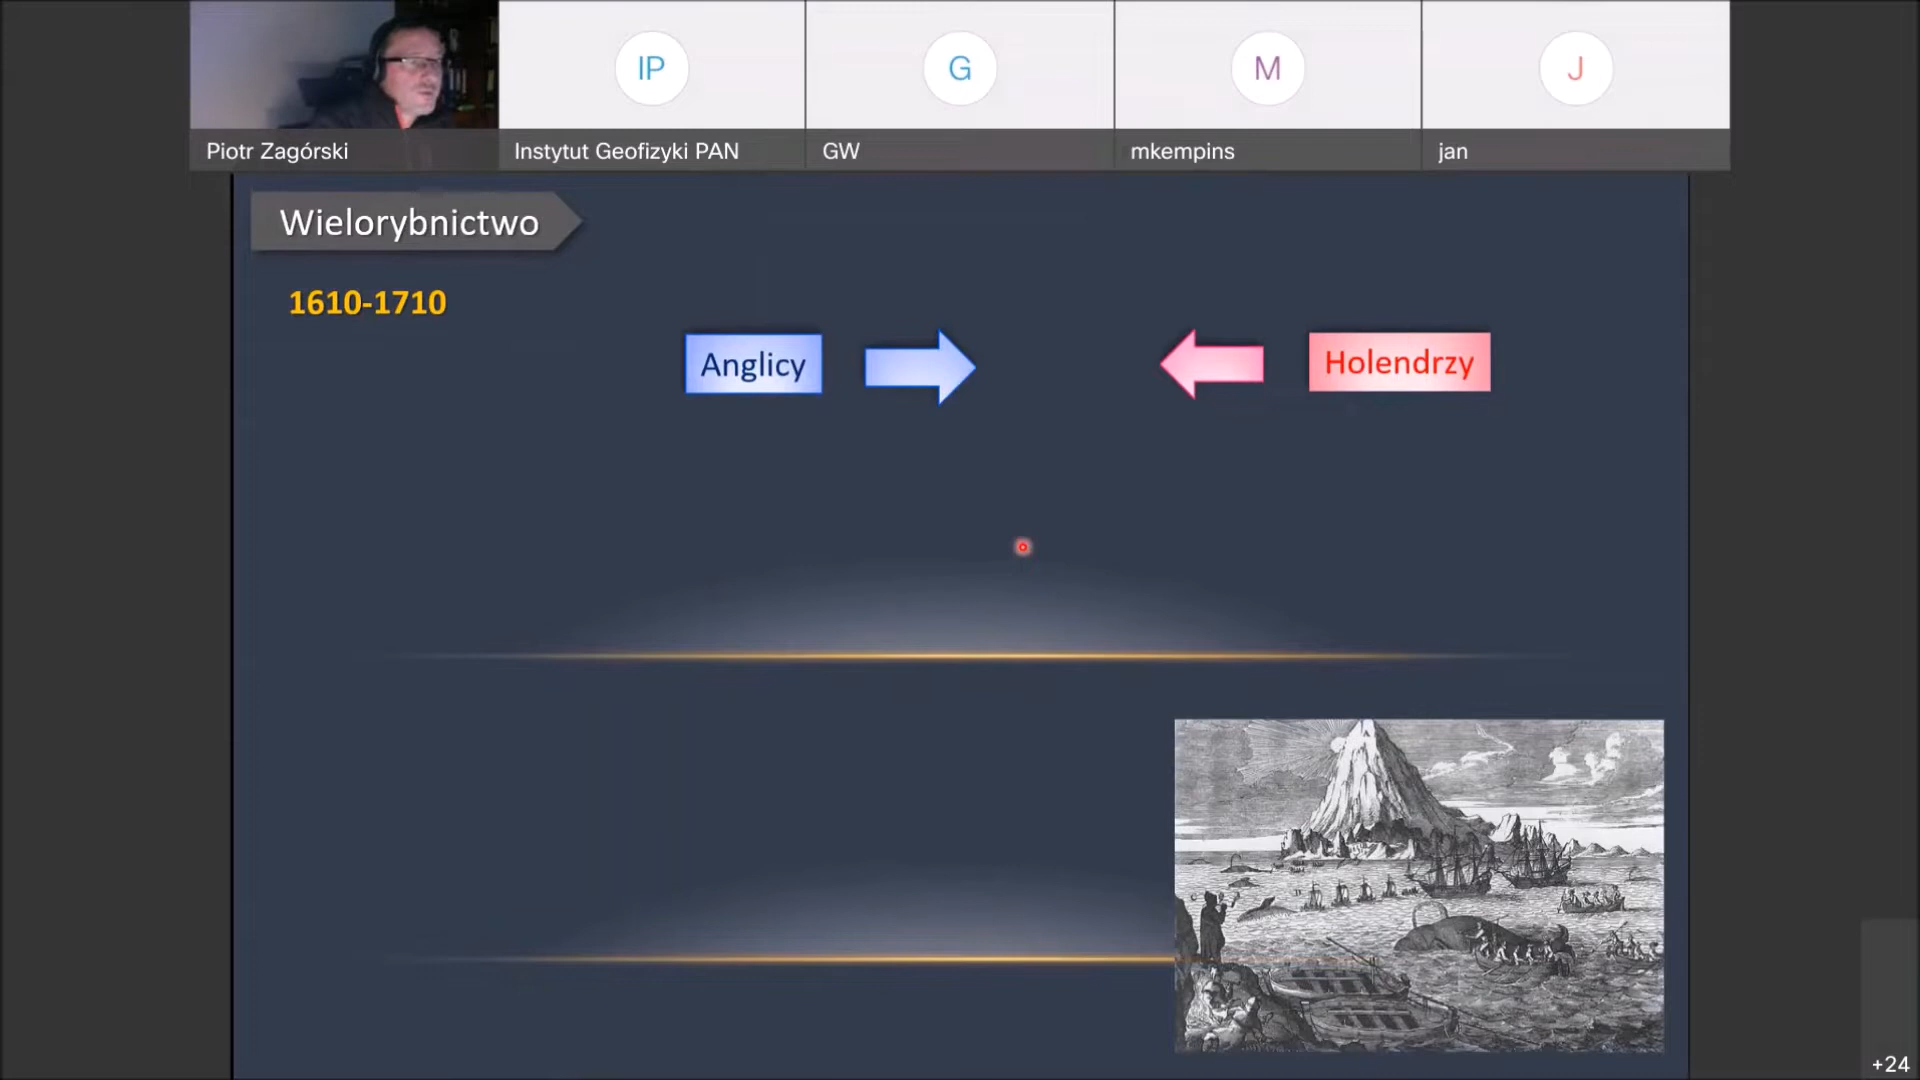 IP
G
M
J
Piotr Zagórski
Instytut Geofizyki PAN
GW
mkempins
jan
Wielorybnictwo
1610-1710
Anglicy
Holendrzy
+24